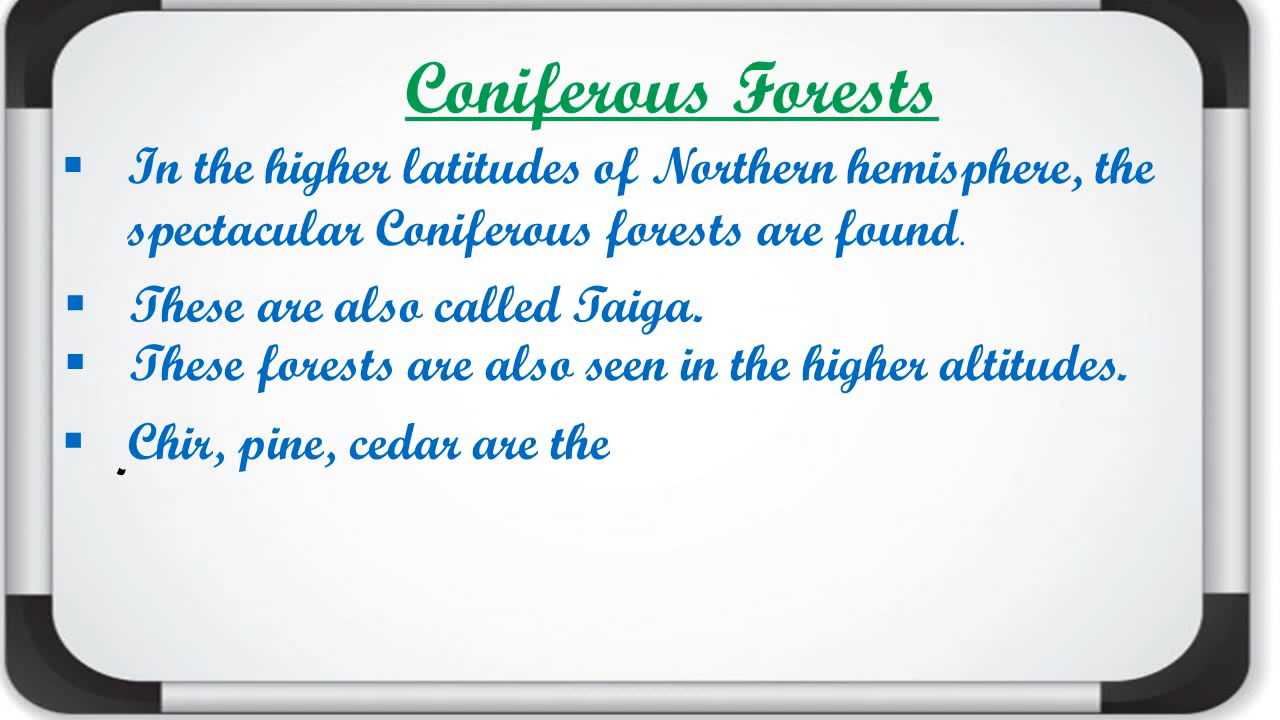 Coniferous Forests
▪ In the higher latitudes of Northern hemisphere, the
spectacular Coniferous forests are found.
▪ These are also called Taiga.
▪ These forests are also seen in the higher altitudes.
▪ Chir, pine, cedar are the